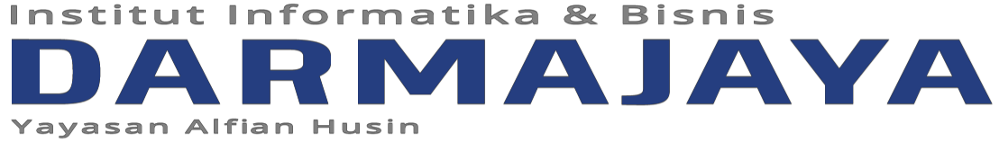 Institut Informatika & Bisnis
DARMAJAYA
Yayasan Alfian Husin